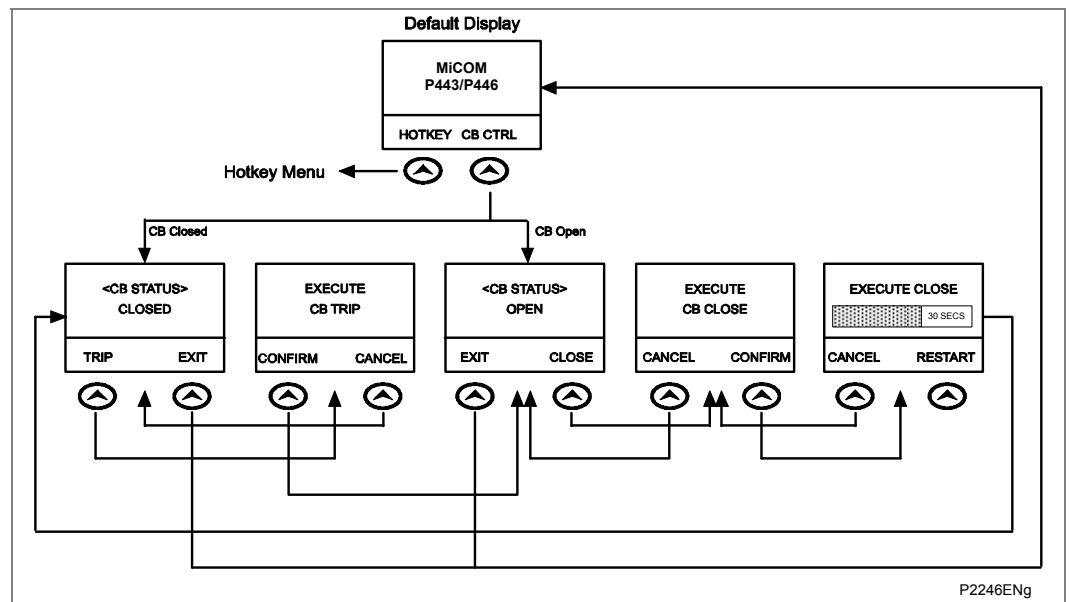 Default Display
MiCOM
P443/P446
HOTKEY CB CTRL
Hotkey Menu
CB Closed
CB Open
<CB STATUS>
CLOSED
TRIP EXIT
EXECUTE
CB TRIP
CONFIRM CANCEL
<CB STATUS>
OPEN
EXIT CLOSE
EXECUTE
CB CLOSE
CANCEL CONFIRM
EXECUTE CLOSE
30 SECS
CANCEL RESTART
P2246ENg